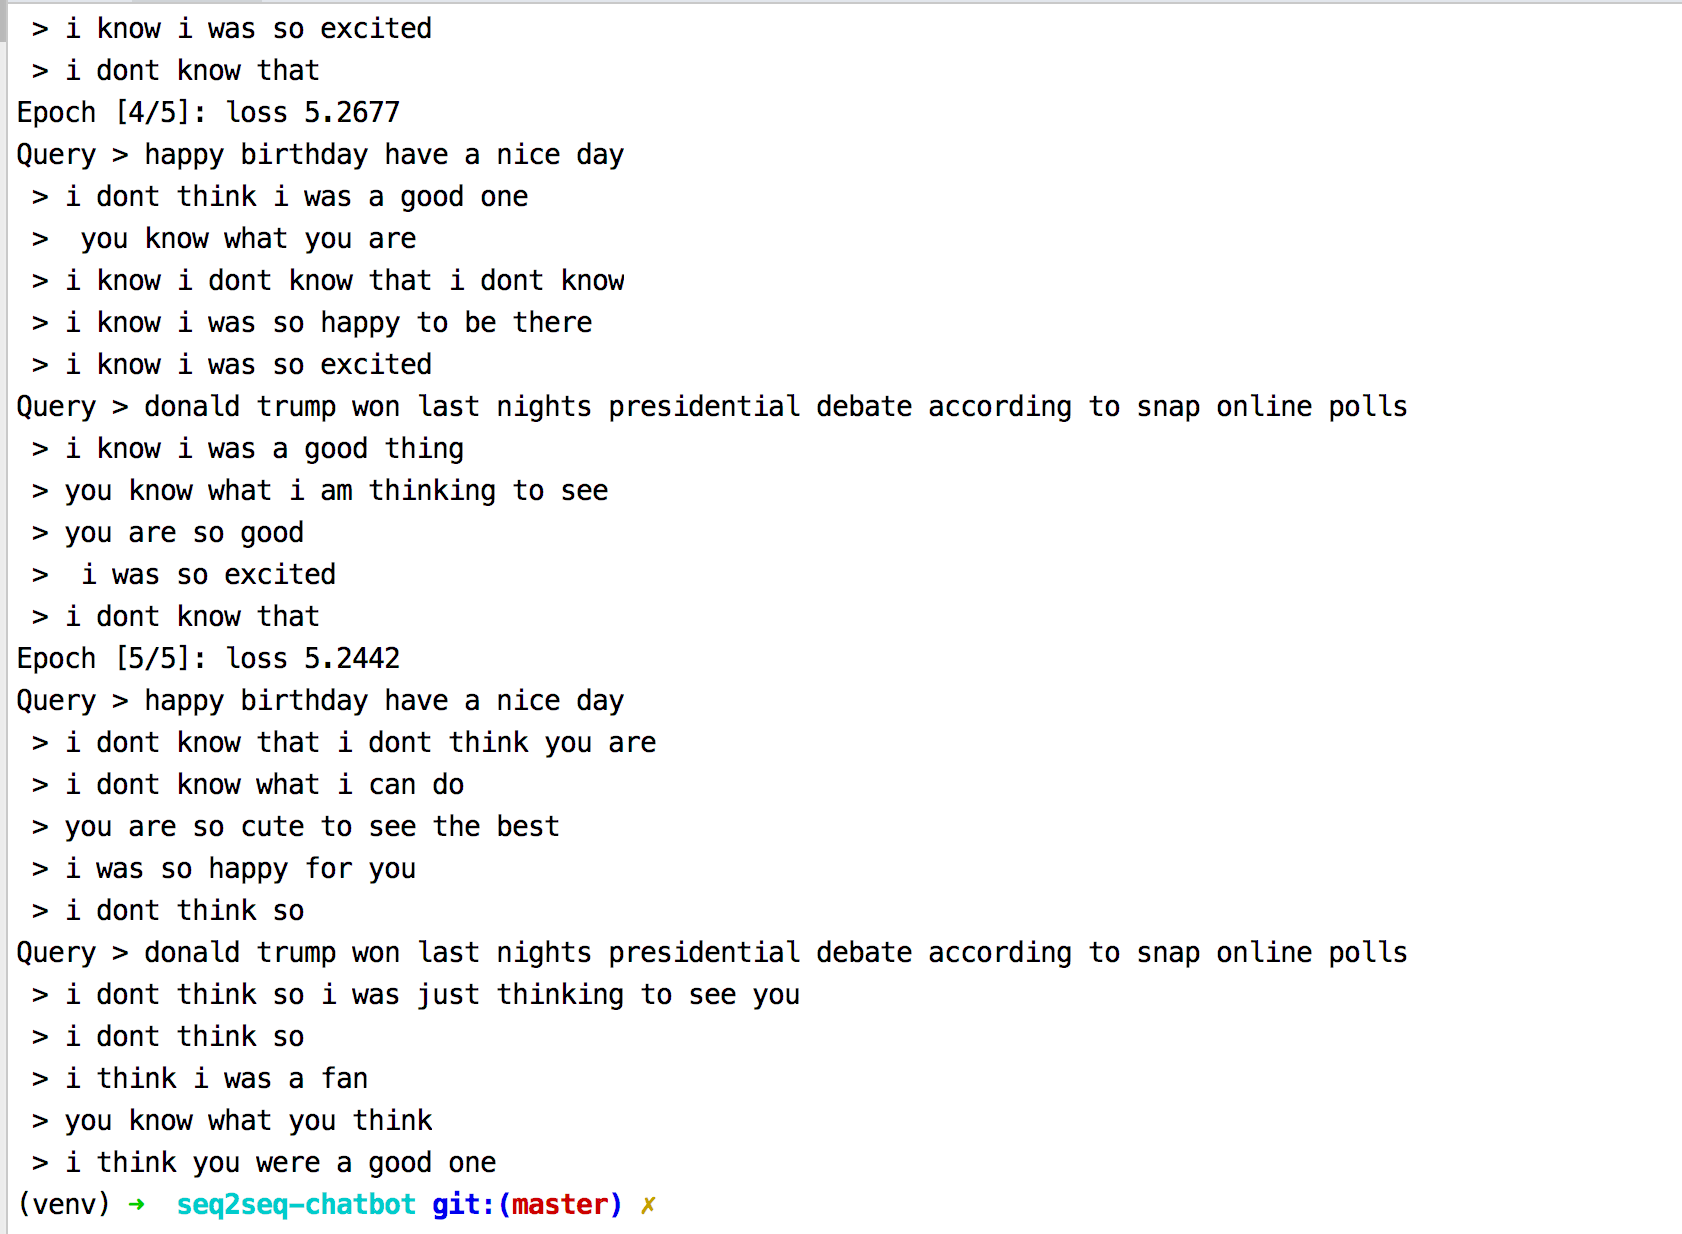 > i know i was so excited
> i dont know that
Epoch [4/5]: loss 5.2677
Query > happy birthday have a nice day
> i dont think i was a good one
>  you know what you are
> i know i dont know that i dont know
> i know i was so happy to be there
> i know i was so excited
Query > donald trump won last nights presidential debate according to snap online polls
> i know i was a good thing
> you know what i am thinking to see
> you are so good
>  i was so excited
> i dont know that
Epoch [5/5]: loss 5.2442
Query > happy birthday have a nice day
> i dont know that i dont think you are
> i dont know what i can do
> you are so cute to see the best
> i was so happy for you
> i dont think so
Query > donald trump won last nights presidential debate according to snap online polls
> i dont think so i was just thinking to see you
> i dont think so
> i think i was a fan
> you know what you think
> i think you were a good one
(venv) ➜  seq2seq-chatbot git:(master) ✗